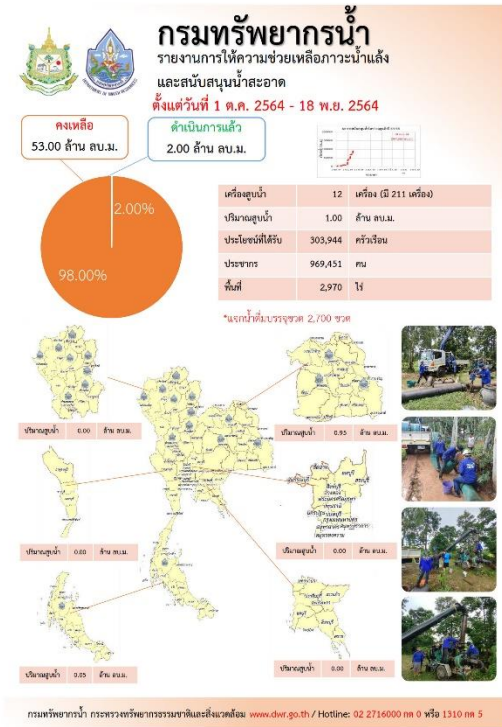 กรมทรัพยากรน้ำ
รายงานการให้ความช่วยเหลือภาวะน้ำแล้ง
และสนับสนุนน้ำสะอาด
ตั้งแต่วันที่ 1 ต.ค. 2564 - 18 พ.ย. 2564
คงเหลือ
53.00 ล้าน ลบ.ม.
ดำเนินการแล้ว
2.00 ล้าน ลบ.ม.
2.00%
98.00%
เครื่องสูบน้ำ 12 เครื่อง (มี 211 เครื่อง)
ปริมาณสูบน้ำ 1.00 ล้าน ลบ.ม.
ประโยชน์ที่ได้รับ 303,944 ครัวเรือน
ประชากร 969,451 คน
พื้นที่ 2,970 ไร่
*แจกน้ำดื่มบรรจุขวด 2,700 ขวด
ปริมาณสูบน้ำ 0.00 ล้าน ลบ.ม.
ปริมาณสูบน้ำ 0.95 ล้าน ลบ.ม.
ปริมาณสูบน้ำ 0.00 ล้าน ลบ.ม.
ปริมาณสูบน้ำ 0.00 ล้าน ลบ.ม.
ปริมาณสูบน้ำ 0.05 ล้าน ลบ.ม.
ปริมาณสูบน้ำ 0.00 ล้าน ลบ.ม.
กรมทรัพยากรน้ำ กระทรวงทรัพยากรธรรมชาติและสิ่งแวดล้อม www.dwr.go.th / Hotline: 02 2716000 กด 0 หรือ 1310 กด 5